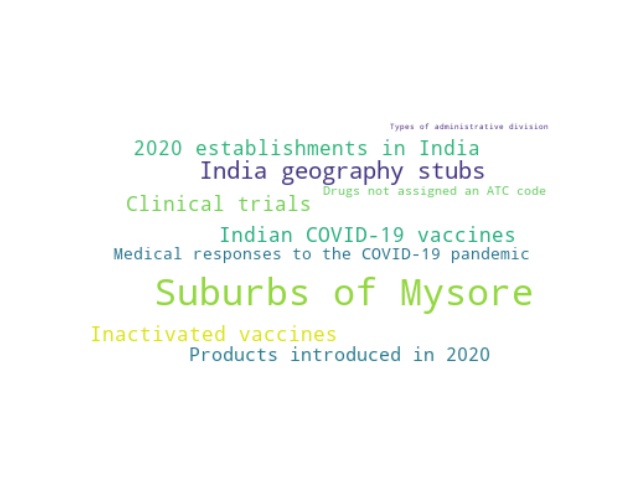 Types of administrative division
2020 establishments in India
India geography stubs
Drugs not assigned an ATC code
Clinical trials
Indian COVID-19 vaccines
Medical responses to the COVID-19 pandemic
Suburbs of Mysore
Inactivated vaccines
Products introduced in 2020